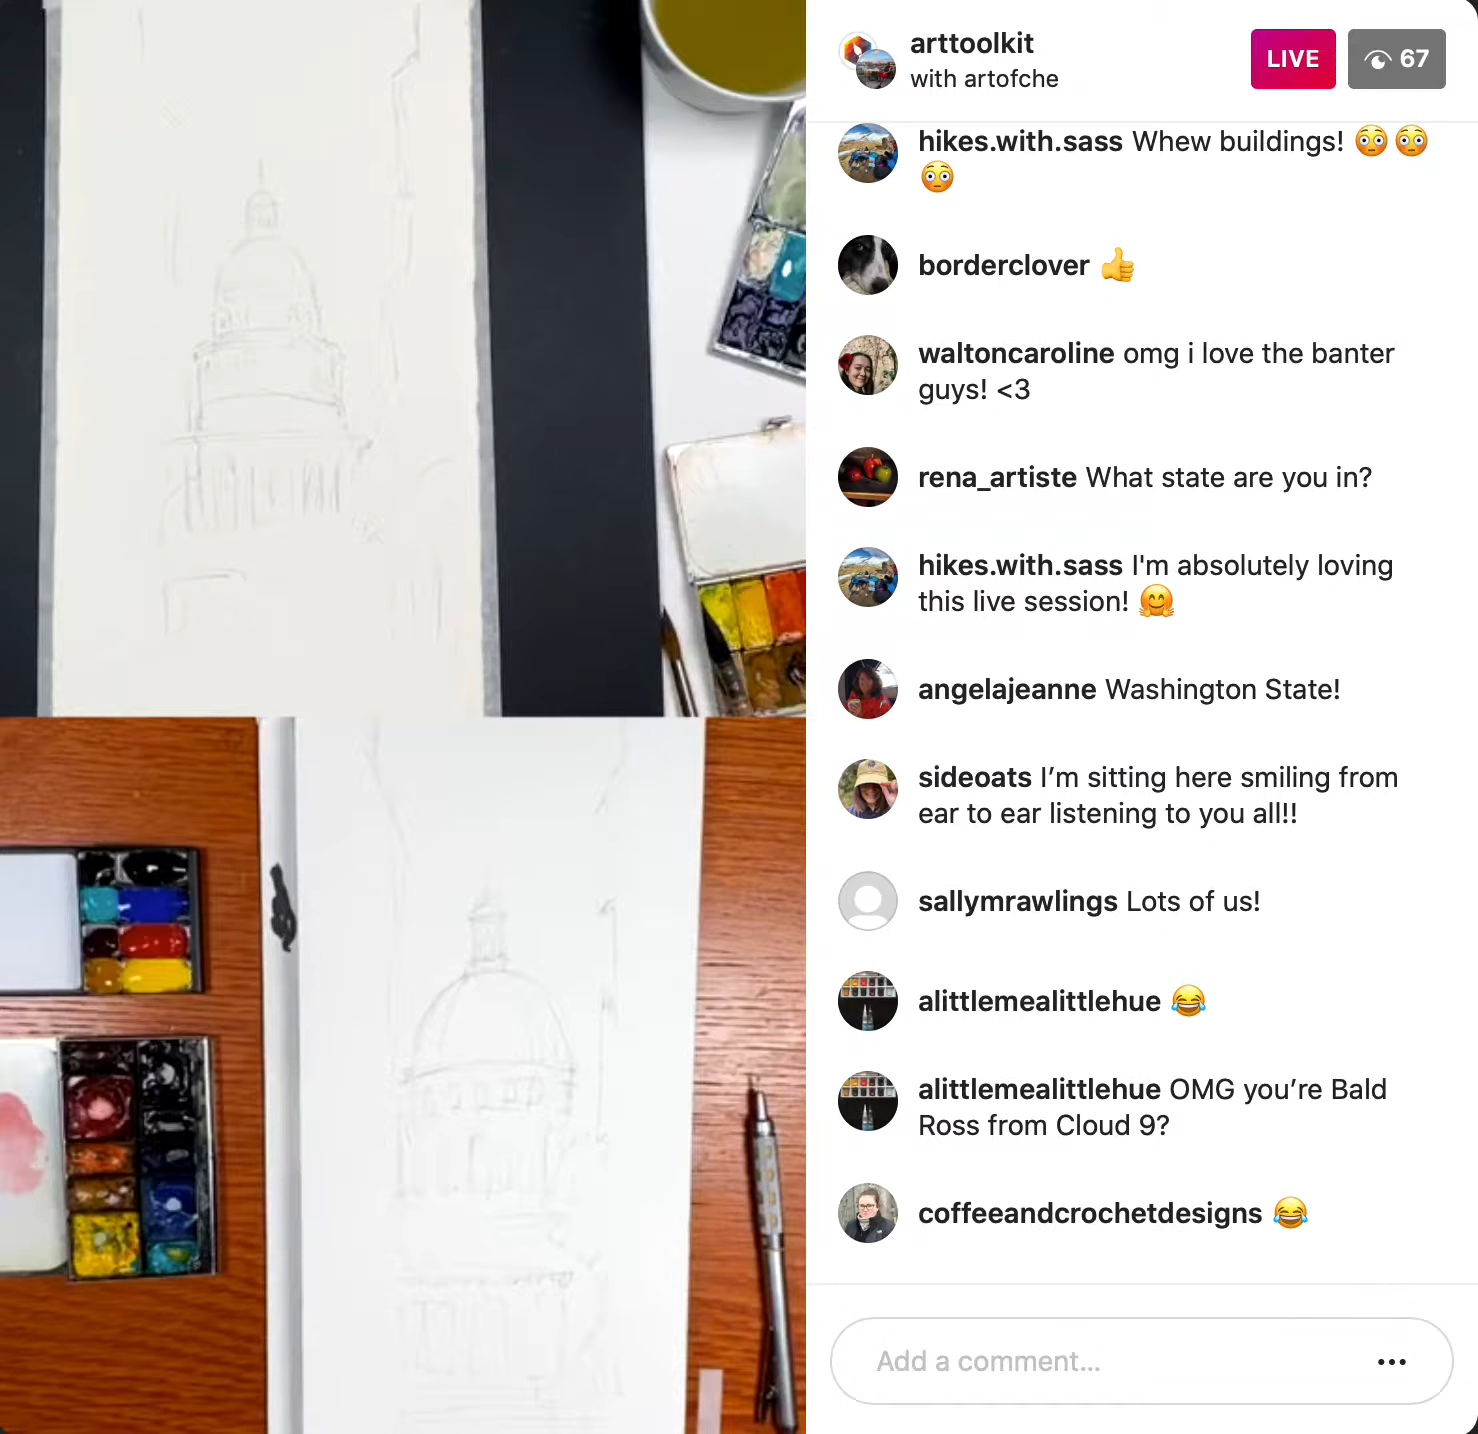 arttoolkit
with artofche
LIVE
67
hikes.with.sass Whew buildings! 😳😳
😳
borderclover 👍
waltoncaroline omg i love the banter
guys! <3
rena_artiste What state are you in?
hikes.with.sass I'm absolutely loving
this live session! 🤗
angelajeanne Washington State!
sideoats I’m sitting here smiling from
ear to ear listening to you all!!
sallymrawlings Lots of us!
alittlemealittlehue 😂
alittlemealittlehue OMG you’re Bald
Ross from Cloud 9?
coffeeandcrochetdesigns 😂
Add a comment...